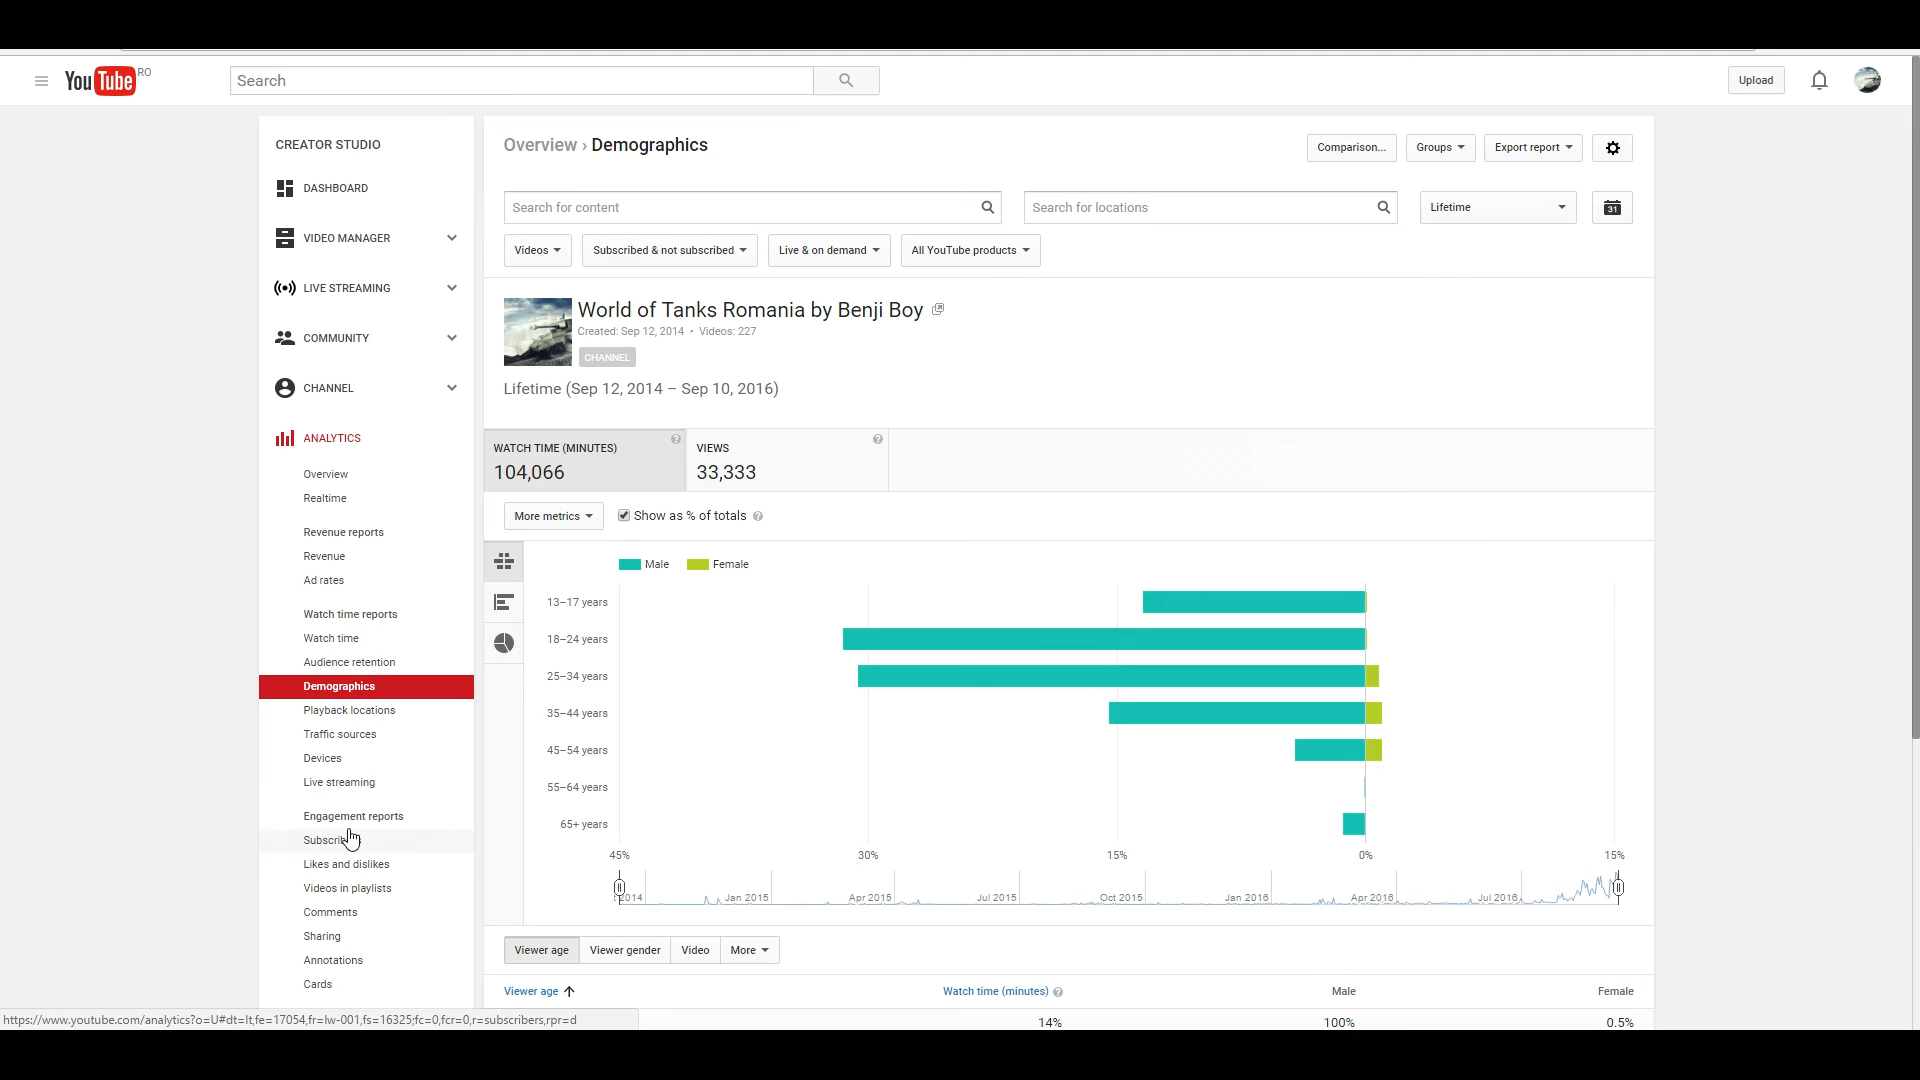 YouTube RO
Search
Upload
CREATOR STUDIO
DASHBOARD
VIDEO MANAGER
LIVE STREAMING
COMMUNITY
CHANNEL
ANALYTICS
Overview
Realtime
Revenue reports
Revenue
Ad rates
Watch time reports
Watch time
Audience retention
Demographics
Playback locations
Traffic sources
Devices
Live streaming
Engagement reports
Likes and dislikes
Videos in playlists
Comments
Sharing
Annotations
Cards
Overview › Demographics
Comparison...
Groups
Export report
Search for content
Search for locations
Lifetime
31
Videos
Subscribed & not subscribed
Live & on demand
All YouTube products
World of Tanks Romania by Benji Boy
Created: Sep 12, 2014 • Videos: 227
CHANNEL
Lifetime (Sep 12, 2014 – Sep 10, 2016)
WATCH TIME (MINUTES)
104,066
VIEWS
33,333
More metrics
Show as % of totals
Male
Female
13–17 years
18–24 years
25–34 years
35–44 years
45–54 years
55–64 years
65+ years
45% 30% 15% 0% 15%
2014 Jan 2015 Apr 2015 Jul 2015 Oct 2015 Jan 2016 Apr 2016 Jul 2016
Viewer age
Viewer gender
Video
More
Viewer age Watch time (minutes) Male Female
14% 100% 0.5%
https://www.youtube.com/analytics?o=U#dt=lt,fe=17054,fr=lw-001,fs=16325;fc=0,fcr=0,r=subscribers,rpr=d